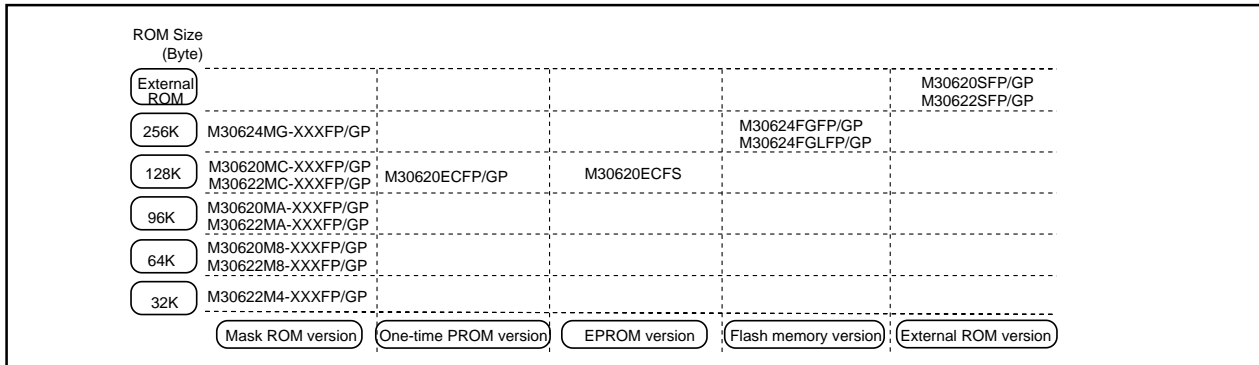 ROM Size
(Byte)
External
ROM
M30620SFP/GP
M30622SFP/GP
256K
M30624MG-XXXFP/GP
M30624FGFP/GP
M30624FGLFP/GP
128K
M30620MC-XXXFP/GP
M30622MC-XXXFP/GP
M30620ECFP/GP
M30620ECFS
96K
M30620MA-XXXFP/GP
M30622MA-XXXFP/GP
64K
M30620M8-XXXFP/GP
M30622M8-XXXFP/GP
32K
M30622M4-XXXFP/GP
Mask ROM version
One-time PROM version
EPROM version
Flash memory version
External ROM version